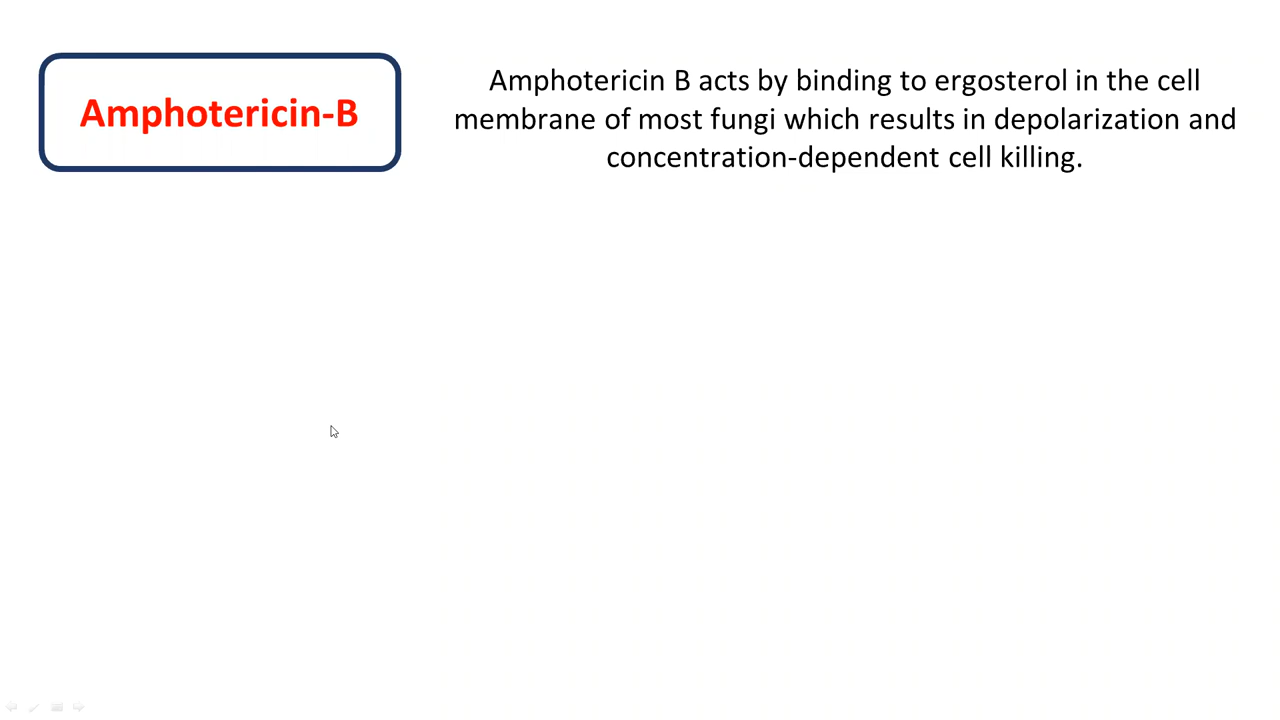 Amphotericin-B
Amphotericin B acts by binding to ergosterol in the cell
membrane of most fungi which results in depolarization and
concentration-dependent cell killing.